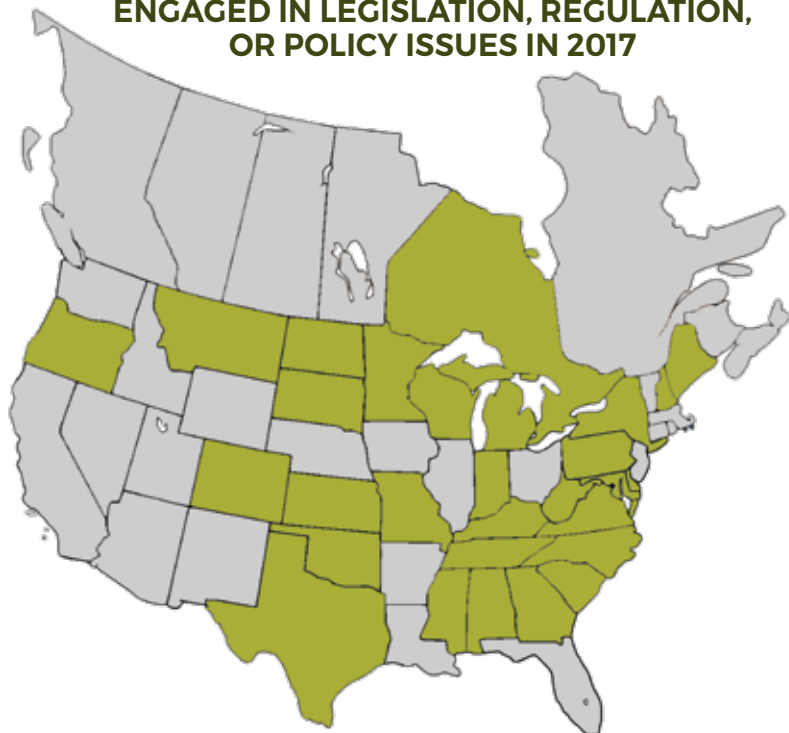 ENGAGED IN LEGISLATION, REGULATION,
OR POLICY ISSUES IN 2017